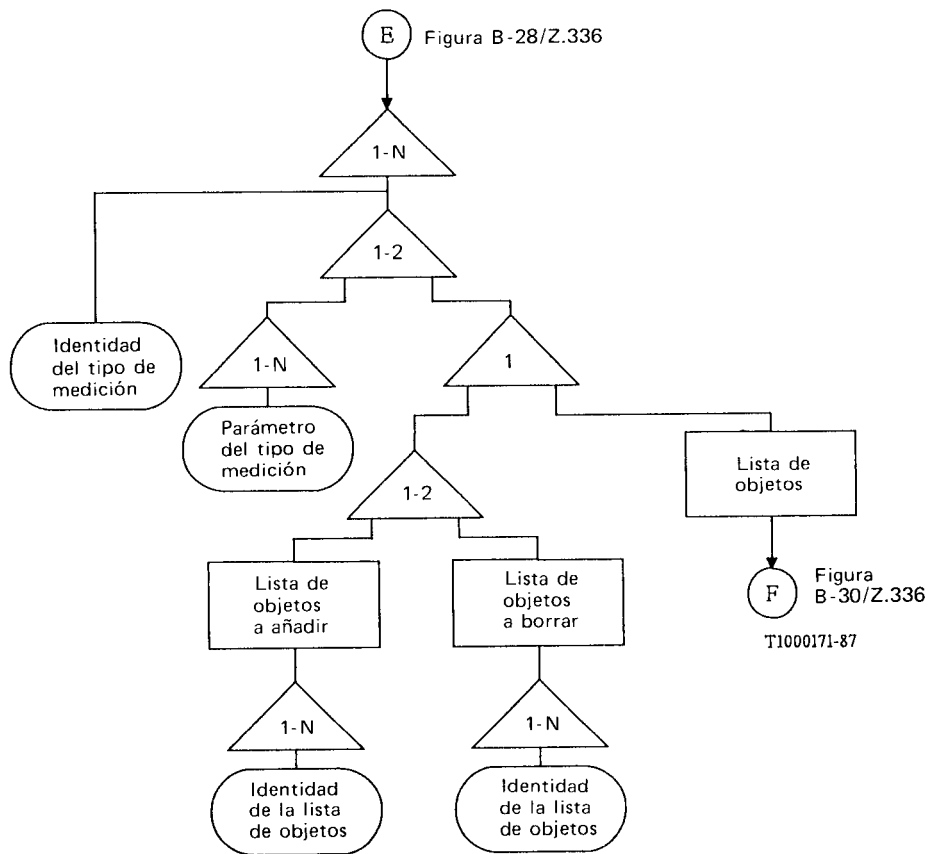 E
Figura B-28/Z.336
1-N
1-2
Identidad
del tipo de
medición
1-N
1
Parámetro
del tipo de
medición
Lista de
objetos
1-2
Lista de
objetos
a añadir
Lista de
objetos
a borrar
F
Figura
B-30/Z.336
T1000171-87
1-N
1-N
Identidad
de la lista
de objetos
Identidad
de la lista
de objetos